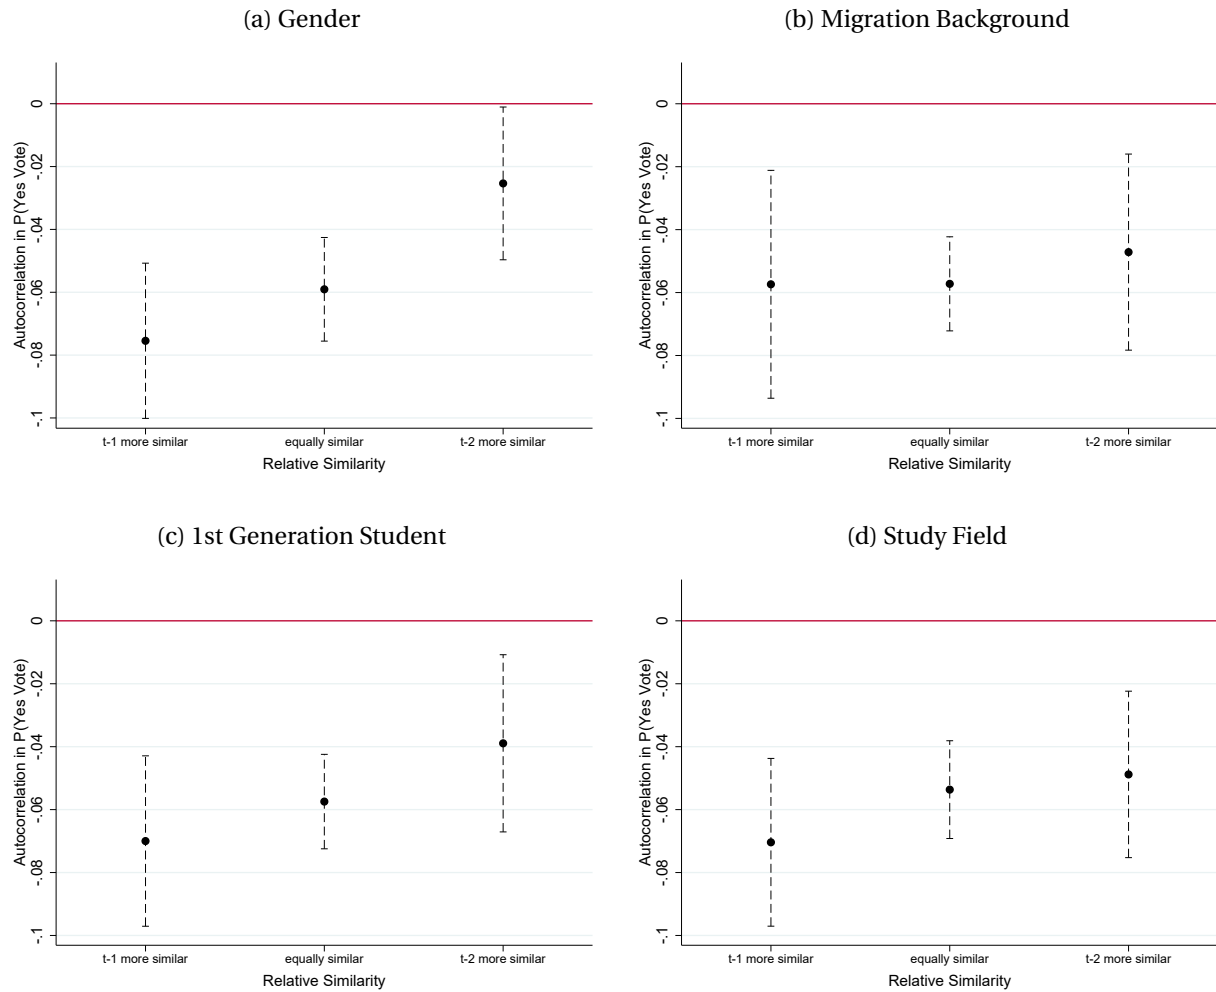 (a) Gender
Autocorrelation in P(Yes Vote)
0
-.02
-.04
-.06
-.08
-.1
t-1 more similar
equally similar
t-2 more similar
Relative Similarity
(b) Migration Background
Autocorrelation in P(Yes Vote)
0
-.02
-.04
-.06
-.08
-.1
t-1 more similar
equally similar
t-2 more similar
Relative Similarity
(c) 1st Generation Student
Autocorrelation in P(Yes Vote)
0
-.02
-.04
-.06
-.08
-.1
t-1 more similar
equally similar
t-2 more similar
Relative Similarity
(d) Study Field
Autocorrelation in P(Yes Vote)
0
-.02
-.04
-.06
-.08
-.1
t-1 more similar
equally similar
t-2 more similar
Relative Similarity